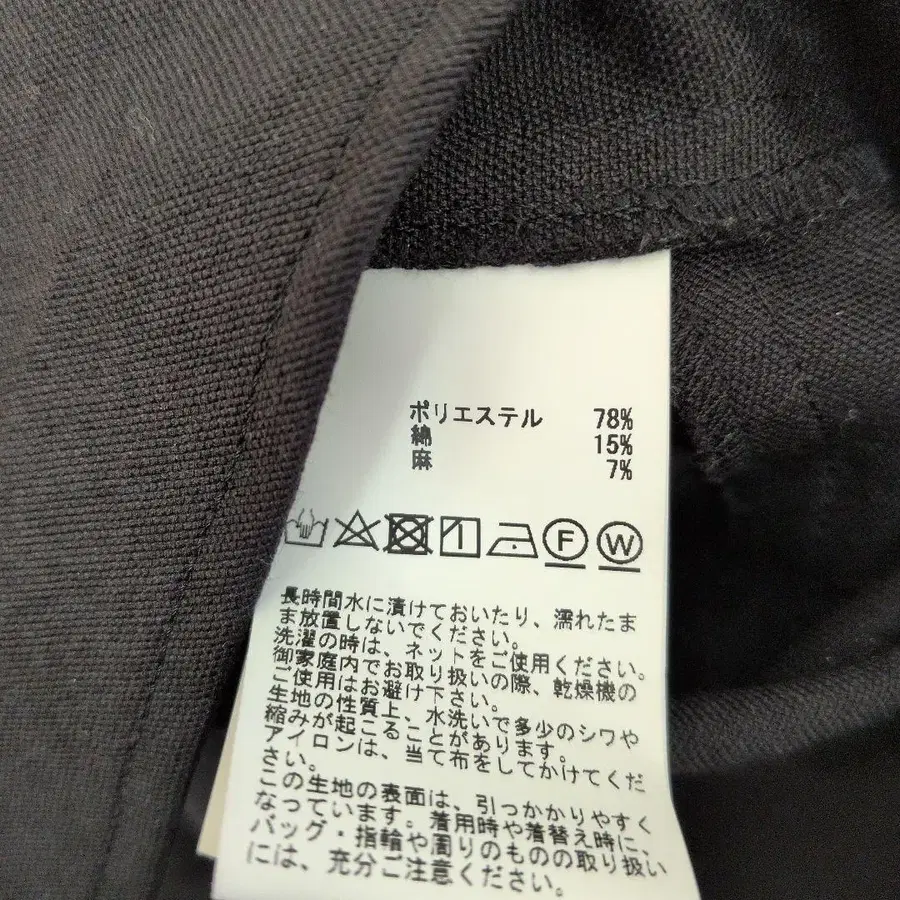 ポリエステル 78%
綿 15%
麻 7%
F W
長時間水に漬けておいたり、濡れたま
ま放置しないでください。
洗濯の時は、ネットをご使用ください。
御家庭内でお取り扱いの際、乾燥機の
ご使用はお避け下さい。
生地の性質上、水洗いで多少のシワや
縮みが起こることがあります。
アイロンは、当て布をしてかけてくだ
さい。
この生地の表面は、引っかかりやすく
なっています。着用時や着替え時に、
バッグ・指輪や周りのものの取り扱い
には、充分ご注意ください。